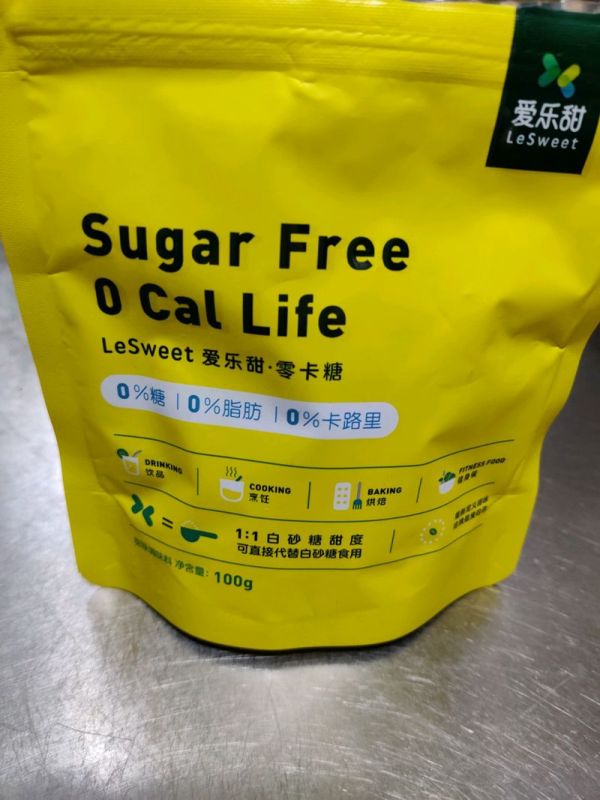 爱乐甜
LeSweet
Sugar Free
0 Cal Life
LeSweet 爱乐甜·零卡糖
0%糖 | 0%脂肪 | 0%卡路里
DRINKING
饮品
COOKING
烹饪
BAKING
烘焙
FITNESS FOOD
健身餐
=
1:1白砂糖甜度
可直接代替白砂糖食用
调味料 净含量: 100g